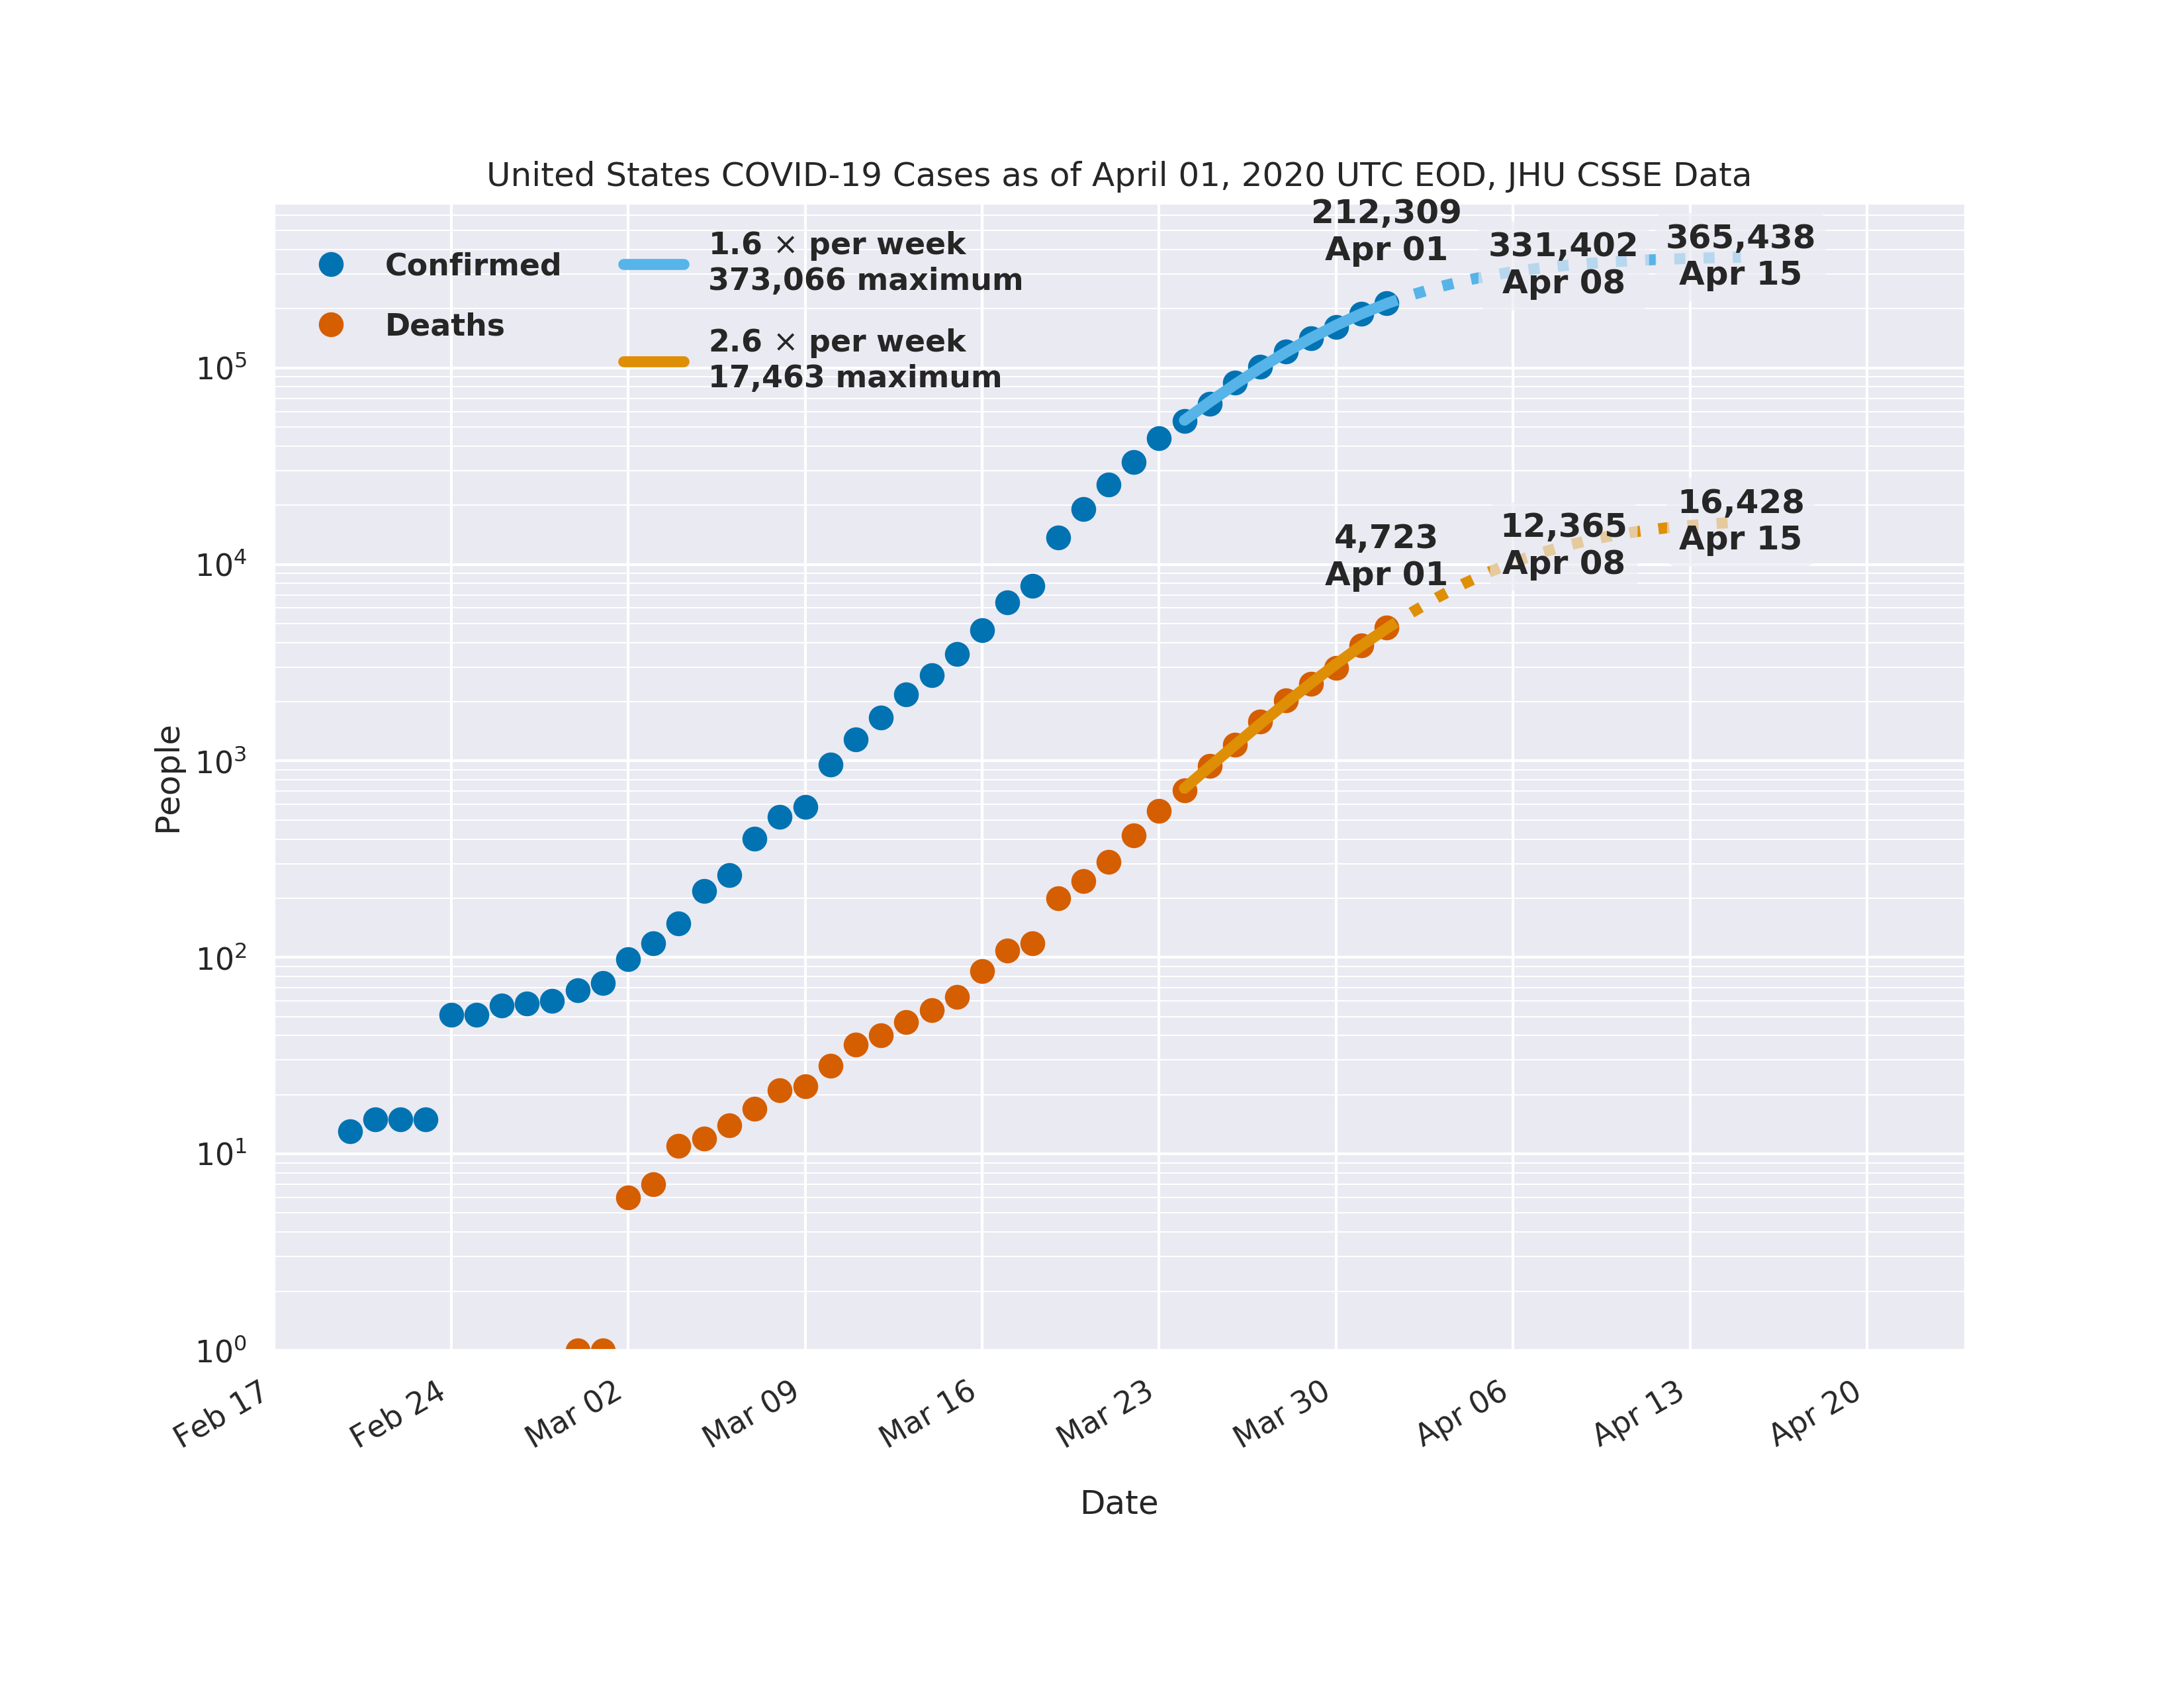 United States COVID-19 Cases as of April 01, 2020 UTC EOD, JHU CSSE Data
Confirmed
Deaths
1.6 × per week
373,066 maximum
2.6 × per week
17,463 maximum
212,309
Apr 01
331,402
Apr 08
365,438
Apr 15
4,723
Apr 01
12,365
Apr 08
16,428
Apr 15
People
10⁵
10⁴
10³
10²
10¹
10⁰
Feb 17
Feb 24
Mar 02
Mar 09
Mar 16
Mar 23
Mar 30
Apr 06
Apr 13
Apr 20
Date